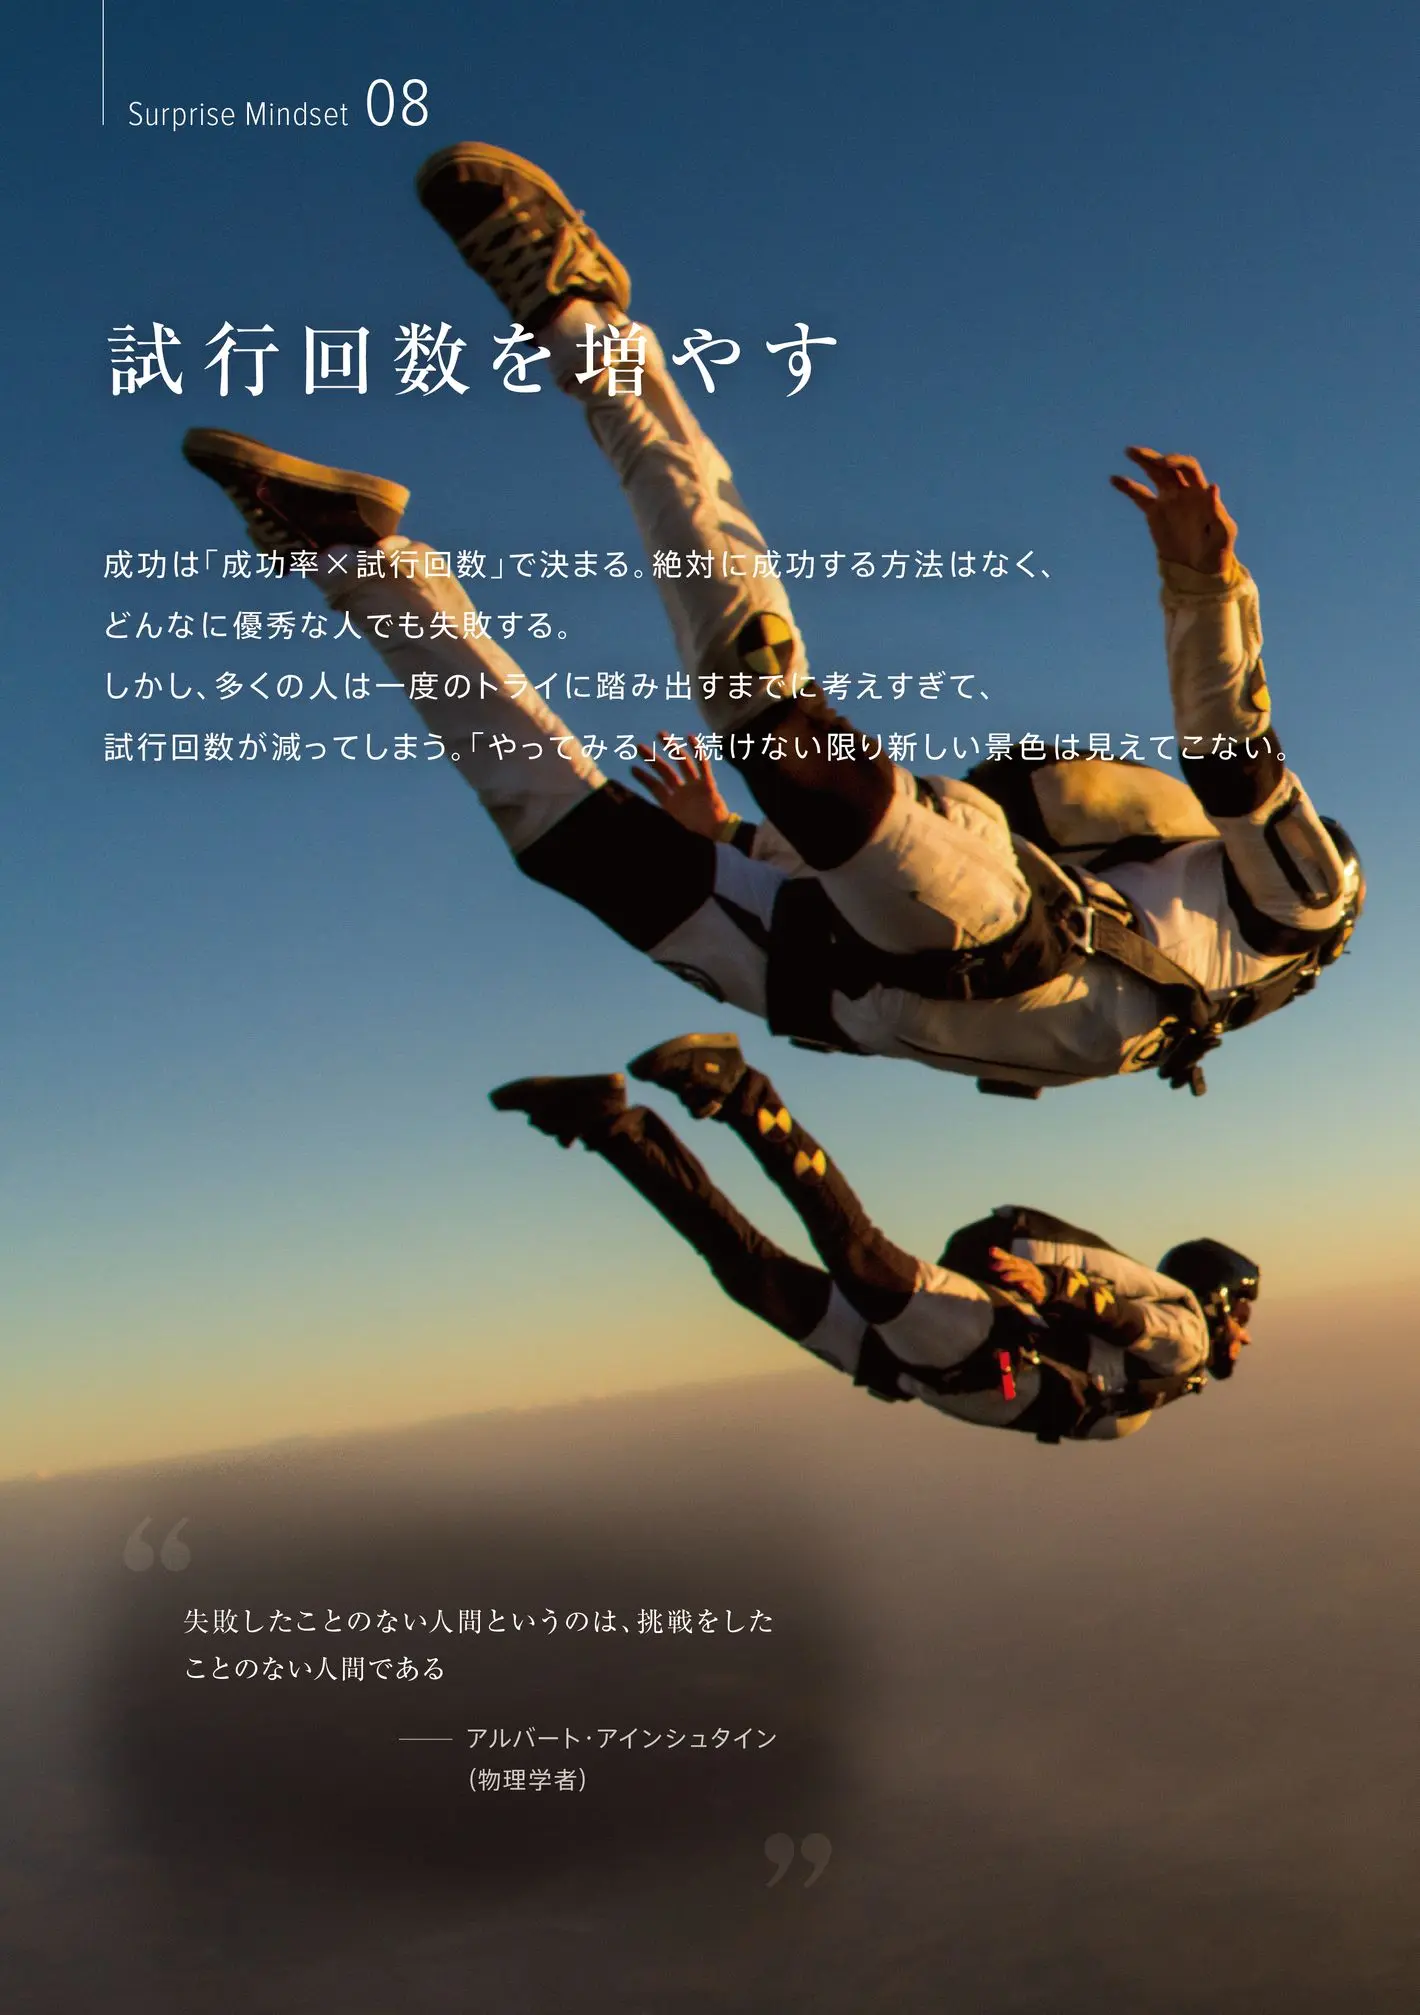 Surprise Mindset 08
試行回数を増やす
成功は「成功率×試行回数」で決まる。絶対に成功する方法はなく、
どんなに優秀な人でも失敗する。
しかし、多くの人は一度のトライに踏み出すまでに考えすぎて、
試行回数が減ってしまう。「やってみる」を続けない限り新しい景色は見えてこない。
“
失敗したことのない人間というのは、挑戦をした
ことのない人間である
—— アルバート・アインシュタイン
(物理学者)
”